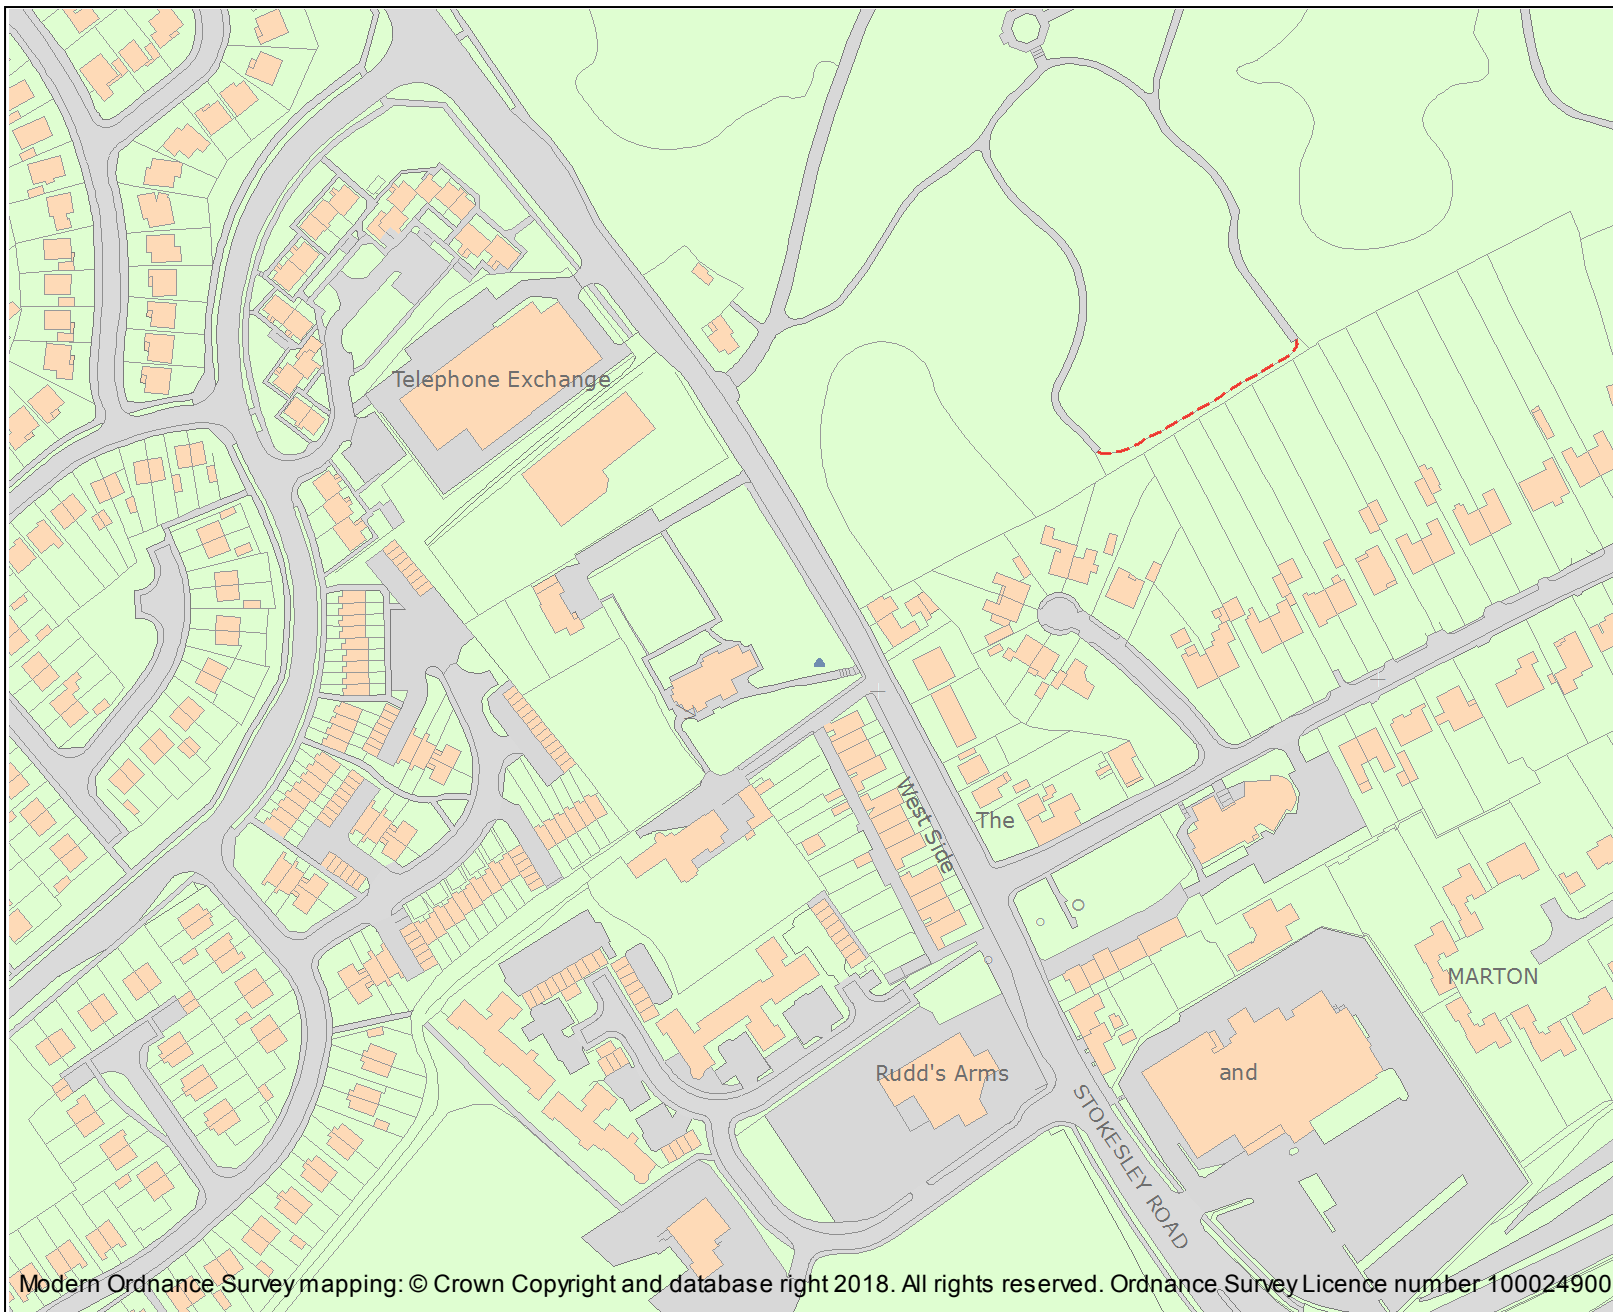 Telephone Exchange
West Side
The
MARTON
Rudd's Arms
and
STOKESLEY ROAD
Modern Ordnance Survey mapping: © Crown Copyright and database right 2018. All rights reserved. Ordnance Survey Licence number 100024900